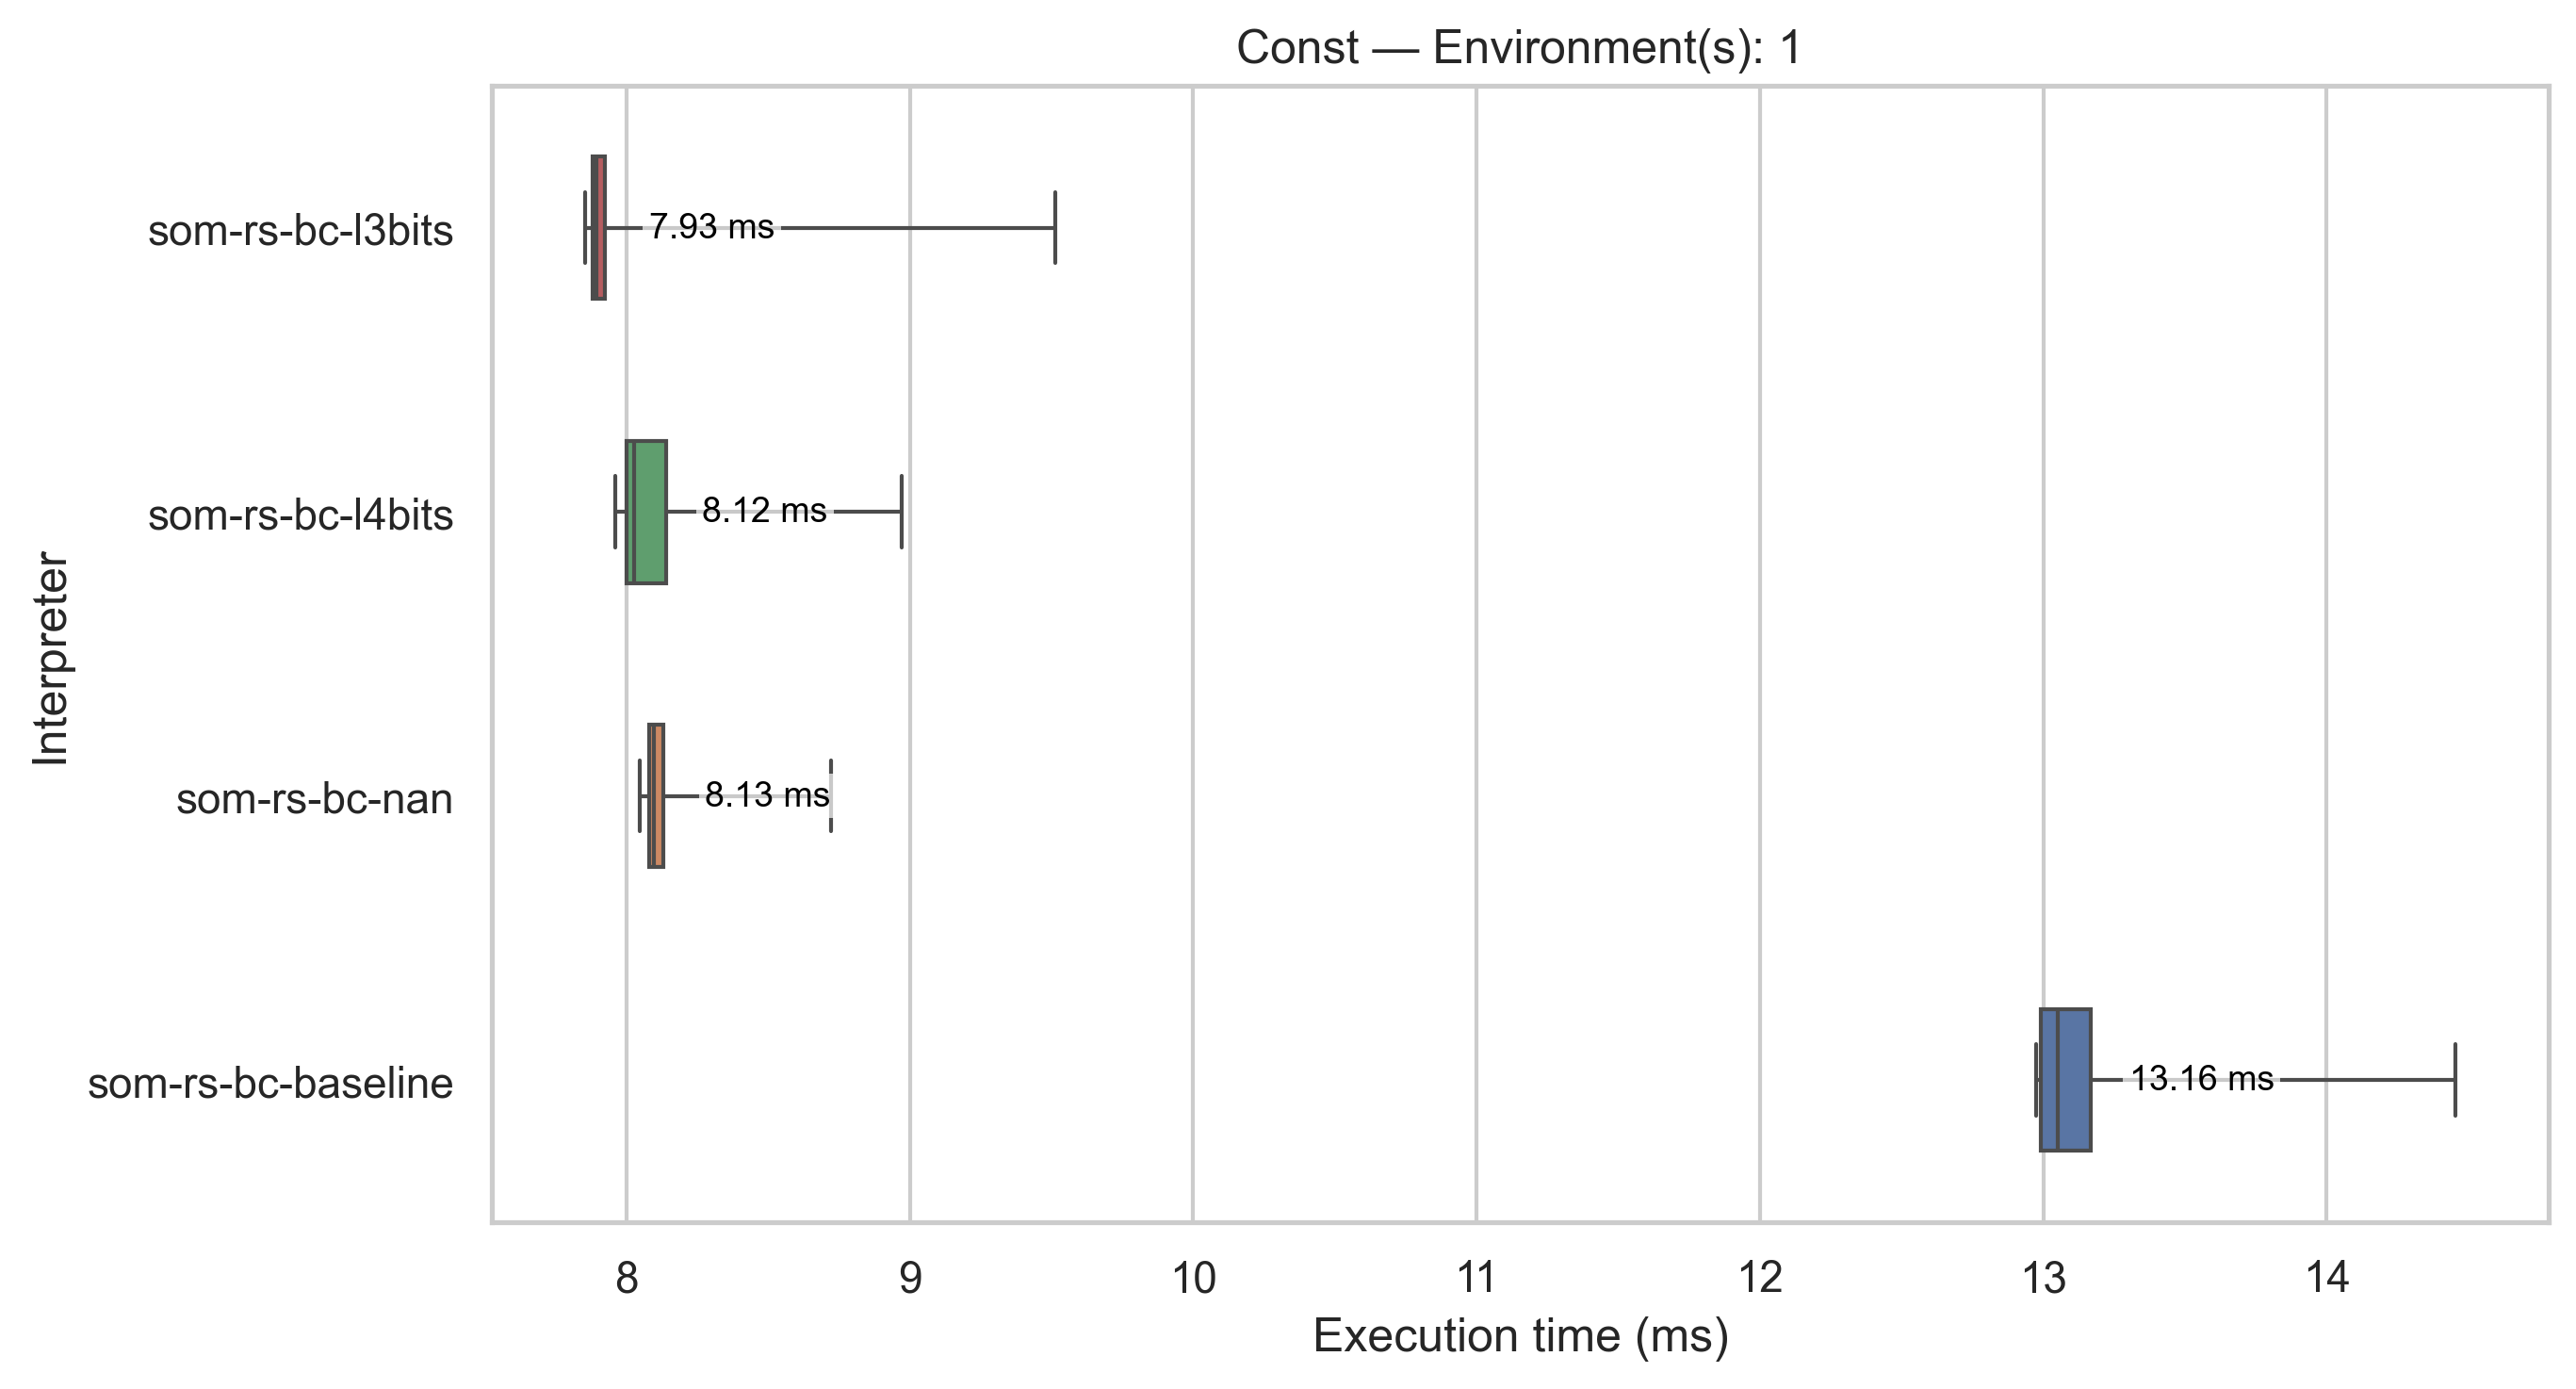 Const — Environment(s): 1
Interpreter
som-rs-bc-l3bits
7.93 ms
som-rs-bc-l4bits
8.12 ms
som-rs-bc-nan
8.13 ms
som-rs-bc-baseline
13.16 ms
8 9 10 11 12 13 14
Execution time (ms)